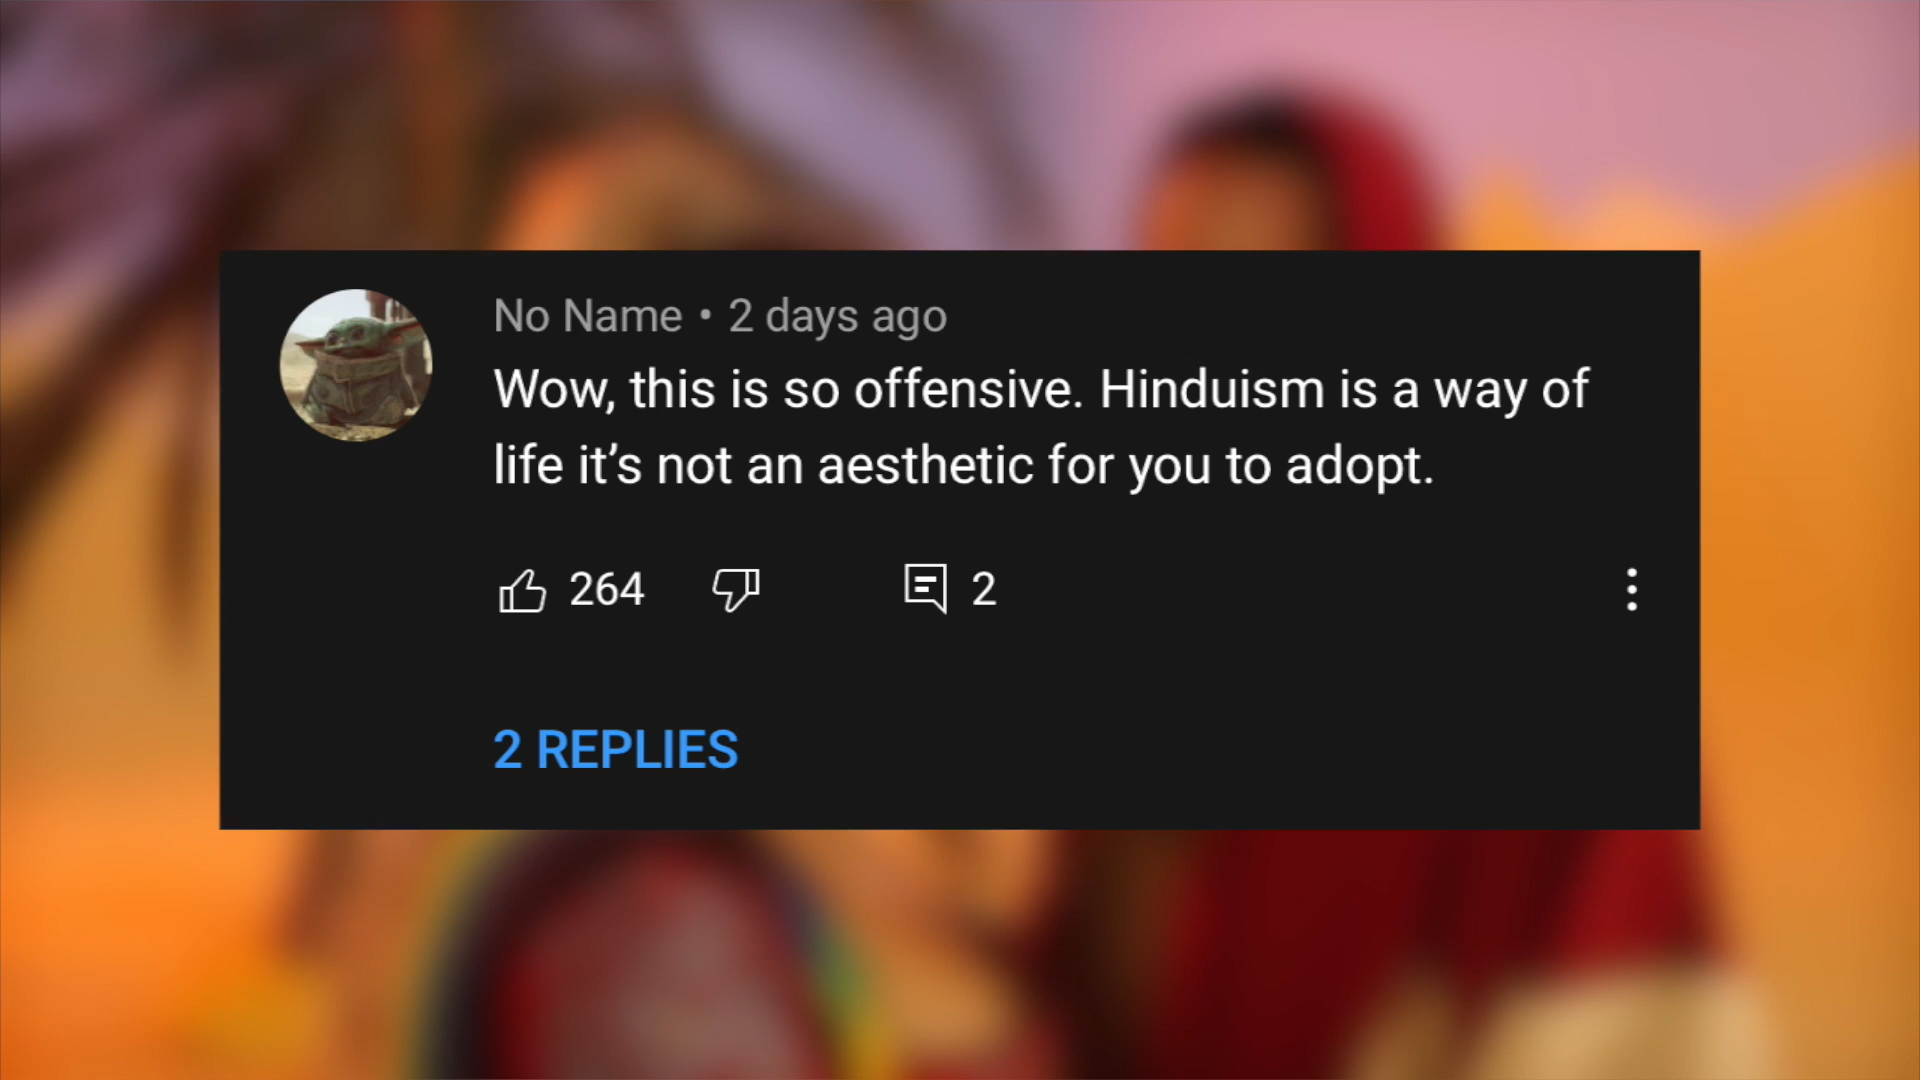 No Name • 2 days ago
Wow, this is so offensive. Hinduism is a way of
life it’s not an aesthetic for you to adopt.
264 2
2 REPLIES